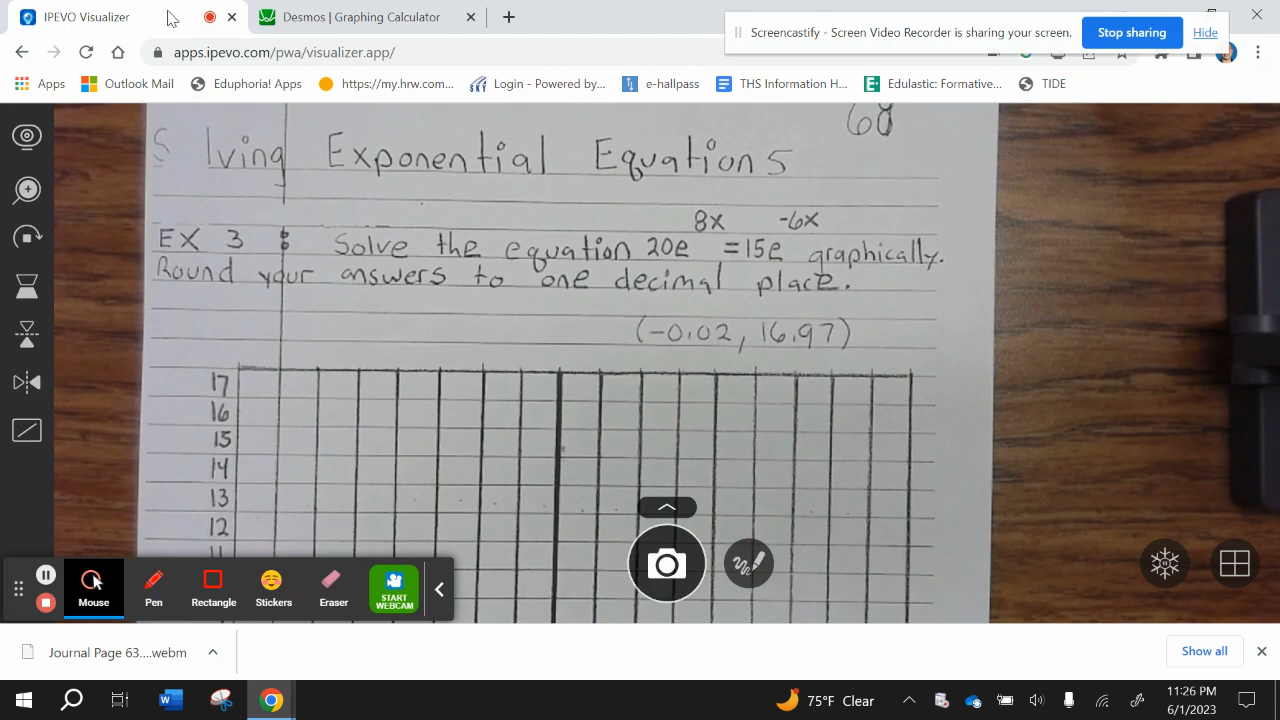 IPEVO Visualizer
Desmos | Graphing Calculator
Screencastify - Screen Video Recorder is sharing your screen.
Stop sharing
Hide
apps.ipevo.com/pwa/visualizer.app/
Apps
Outlook Mail
Eduphoria! Apps
https://my.hrw.com...
Login - Powered by...
e-hallpass
THS Information H...
Edulastic: Formative...
TIDE
S lving Exponential Equations
8x -6x
EX 3 : Solve the equation 20e =15e graphically.
Round your answers to one decimal place.
(-0.02, 16.97)
17
16
15
14
13
12
11
Mouse
Pen
Rectangle
Stickers
Eraser
START WEBCAM
Journal Page 63....webm
Show all
75°F Clear
11:26 PM
6/1/2023